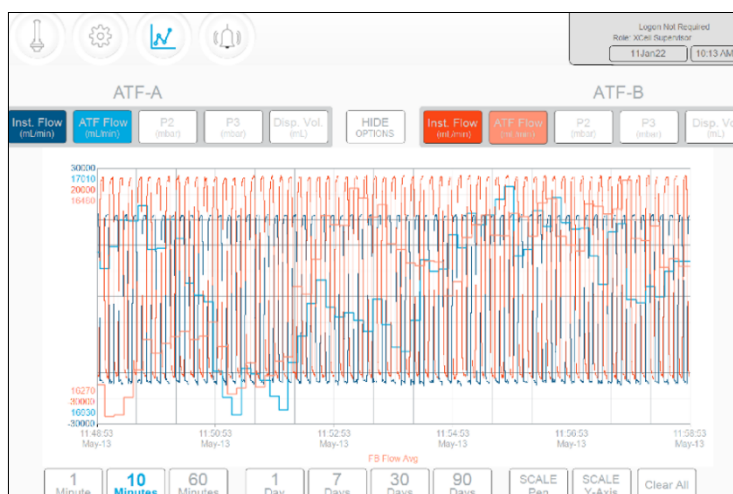 Logon Not Required
Role: XCell Supervisor
11Jan22 10:13 AM
ATF-A ATF-B
Inst. Flow ATF Flow P2 P3 Disp. Vol. HIDE Inst. Flow ATF Flow P2 P3 Disp. Vol.
(mL/min) (mL/min) (mbar) (mbar) (mL) OPTIONS (mL/min) (mL/min) (mbar) (mbar) (mL)
30000
17010
20000
16460
16270
-30000
16030
-30000
11:48:53 11:50:53 11:52:53 11:54:53 11:56:53 11:58:53
May-13 May-13 May-13 May-13 May-13 May-13
FB Flow Avg
1 10 60 1 7 30 90 SCALE SCALE Clear All
Minute Minutes Minutes Day Days Days Days Pen Y-Axis